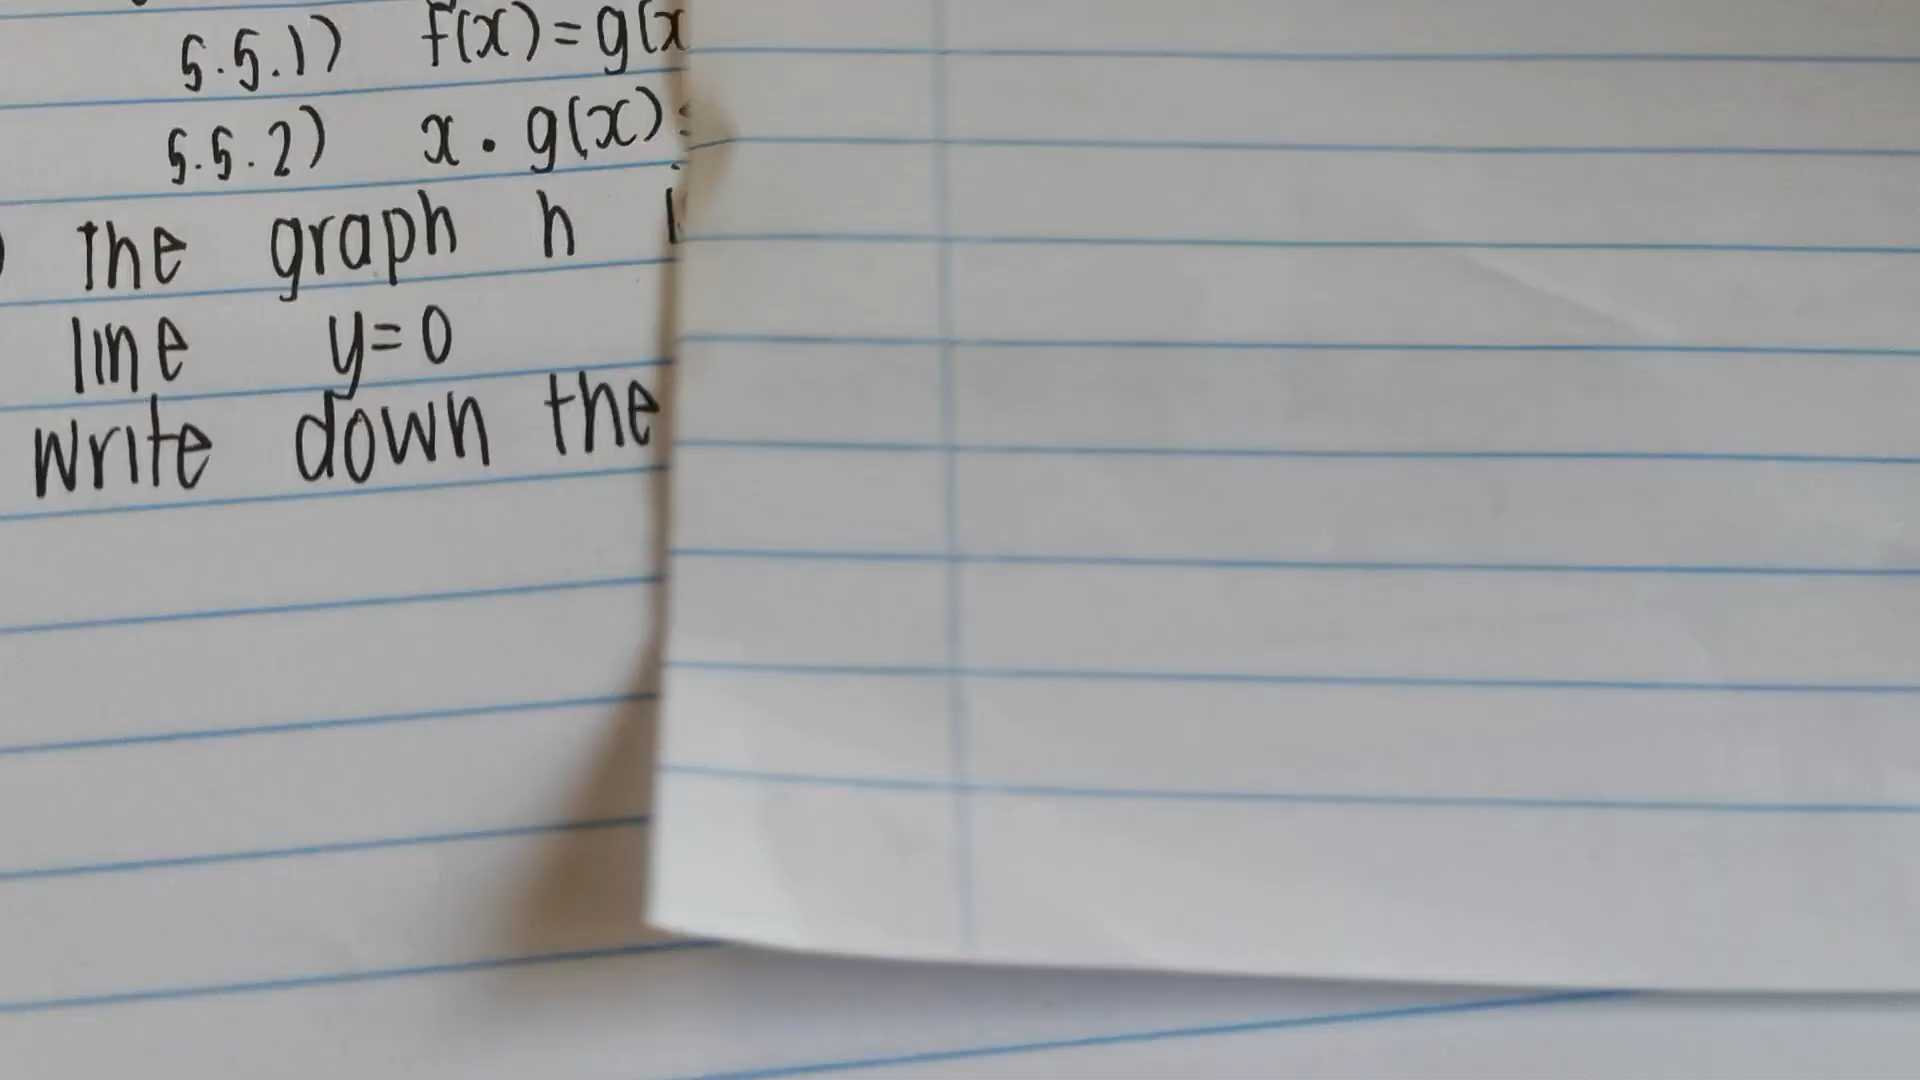 5.5.1) f(x)=g(x
5.5.2) x . g(x)
) The graph h
line y=0
write down the